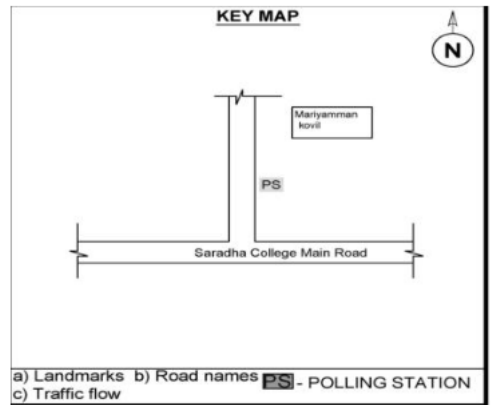 KEY MAP
N
Mariyamman
kovil
PS
Saradha College Main Road
a) Landmarks b) Road names PS - POLLING STATION
c) Traffic flow